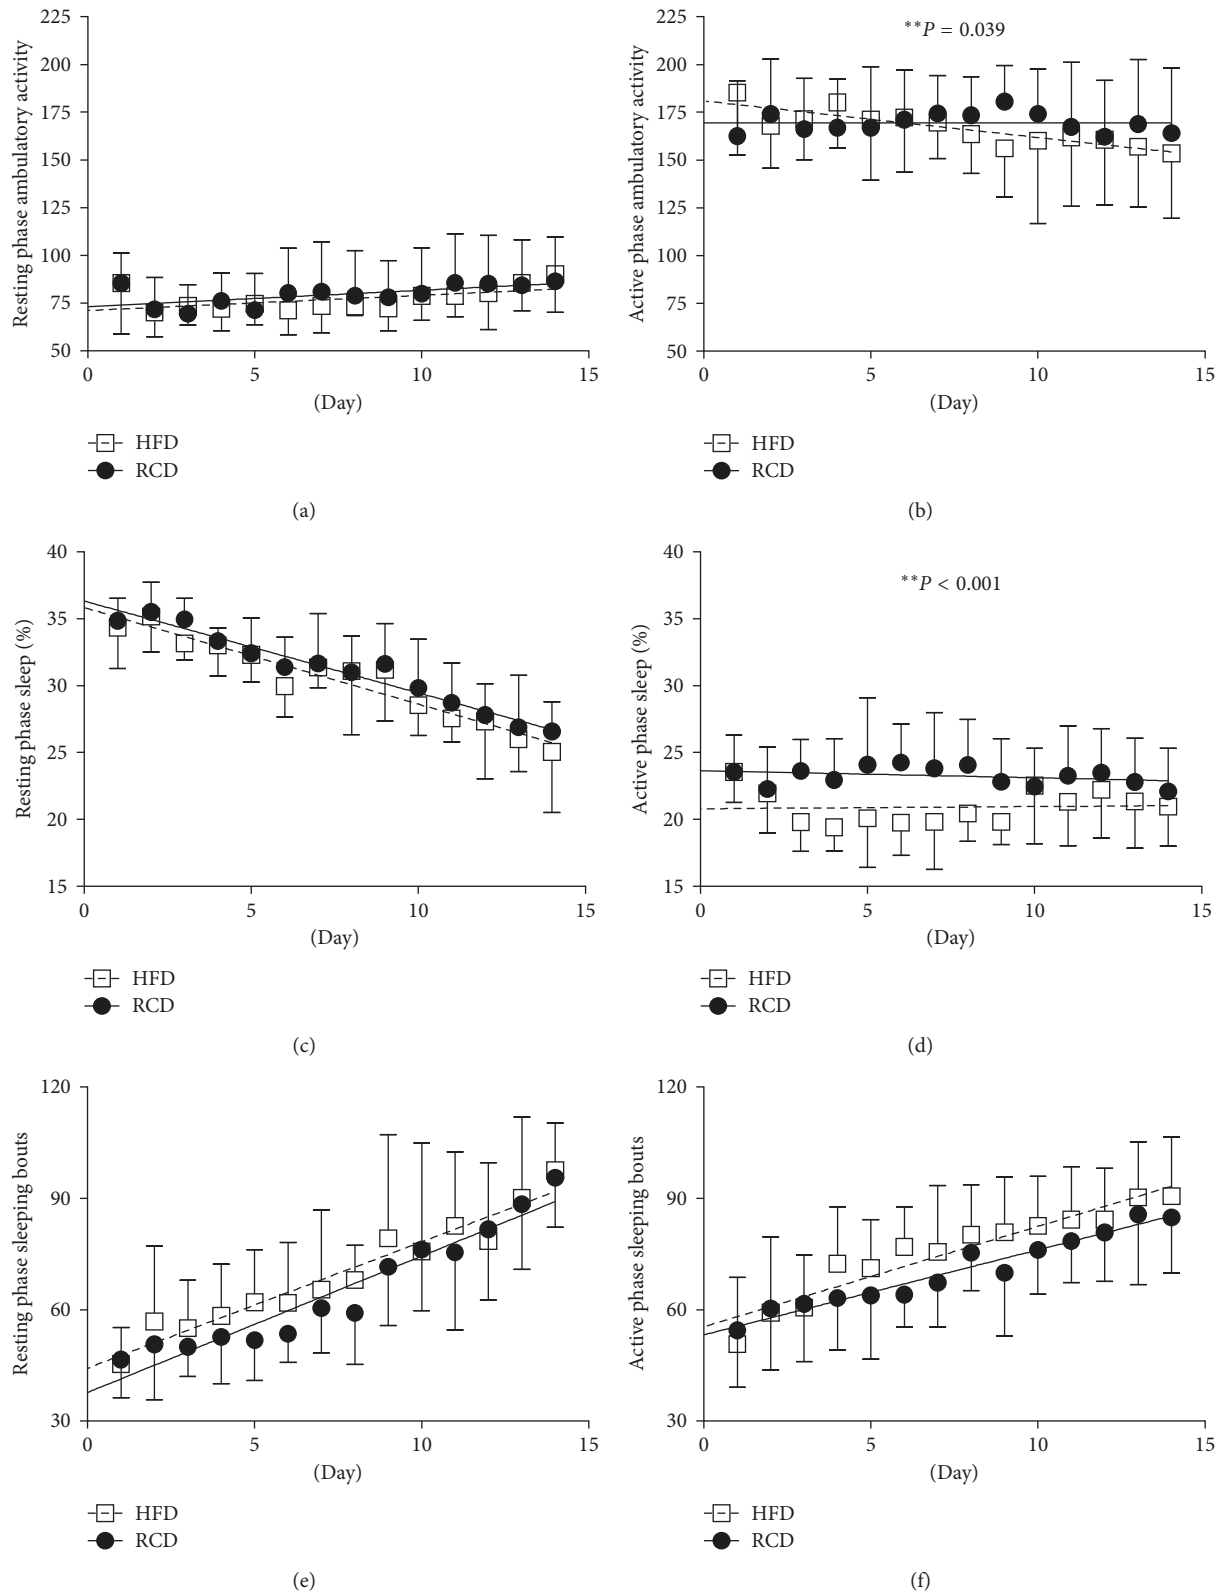 Resting phase ambulatory activity
225
200
175
150
125
100
75
50
0 5 10 15
(Day)
HFD
RCD
(a)
Active phase ambulatory activity
225
200
175
150
125
100
75
50
**P = 0.039
0 5 10 15
(Day)
HFD
RCD
(b)
Resting phase sleep (%)
40
35
30
25
20
15
0 5 10 15
(Day)
HFD
RCD
(c)
Active phase sleep (%)
40
35
30
25
20
15
**P < 0.001
0 5 10 15
(Day)
HFD
RCD
(d)
Resting phase sleeping bouts
120
90
60
30
0 5 10 15
(Day)
HFD
RCD
(e)
Active phase sleeping bouts
120
90
60
30
0 5 10 15
(Day)
HFD
RCD
(f)